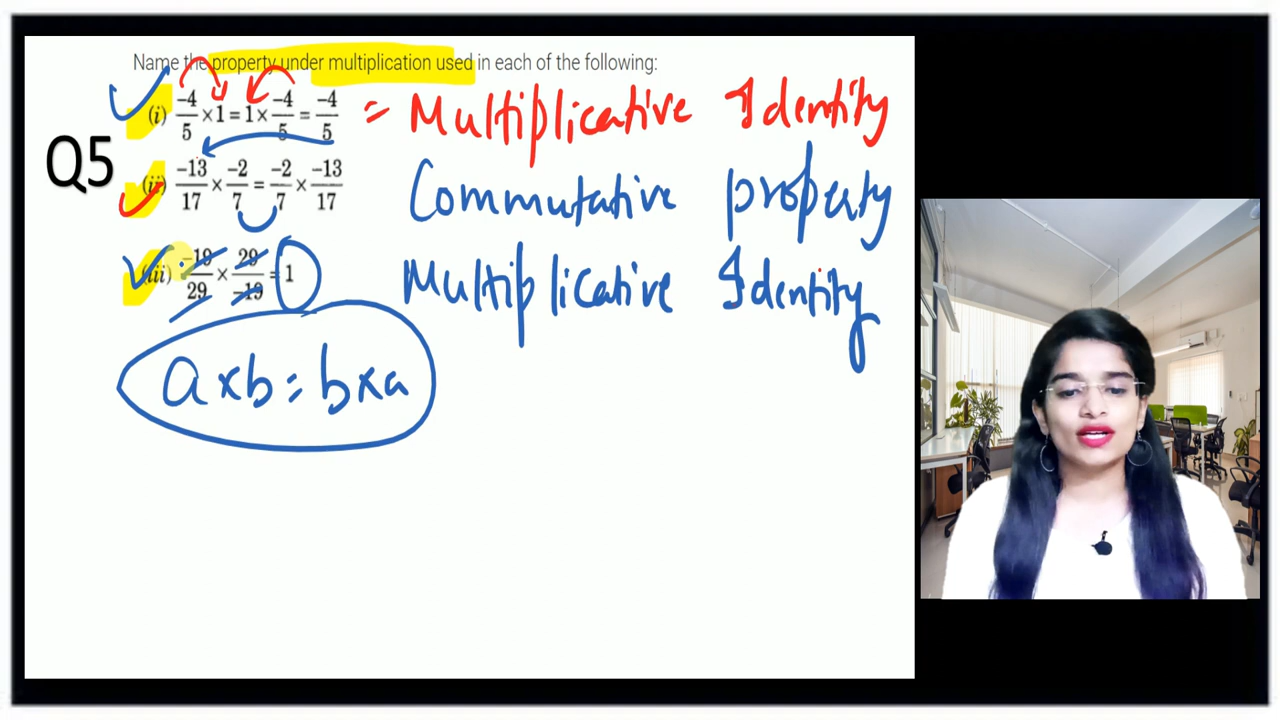 Name the property under multiplication used in each of the following:
Q5
(i) -4/5 × 1 = 1 × -4/5 = -4/5 = Multiplicative Identity
(ii) -13/17 × -2/7 = -2/7 × -13/17 Commutative property
(iii) -19/29 × 29/-19 = 1 Multiplicative Identity
a × b = b × a